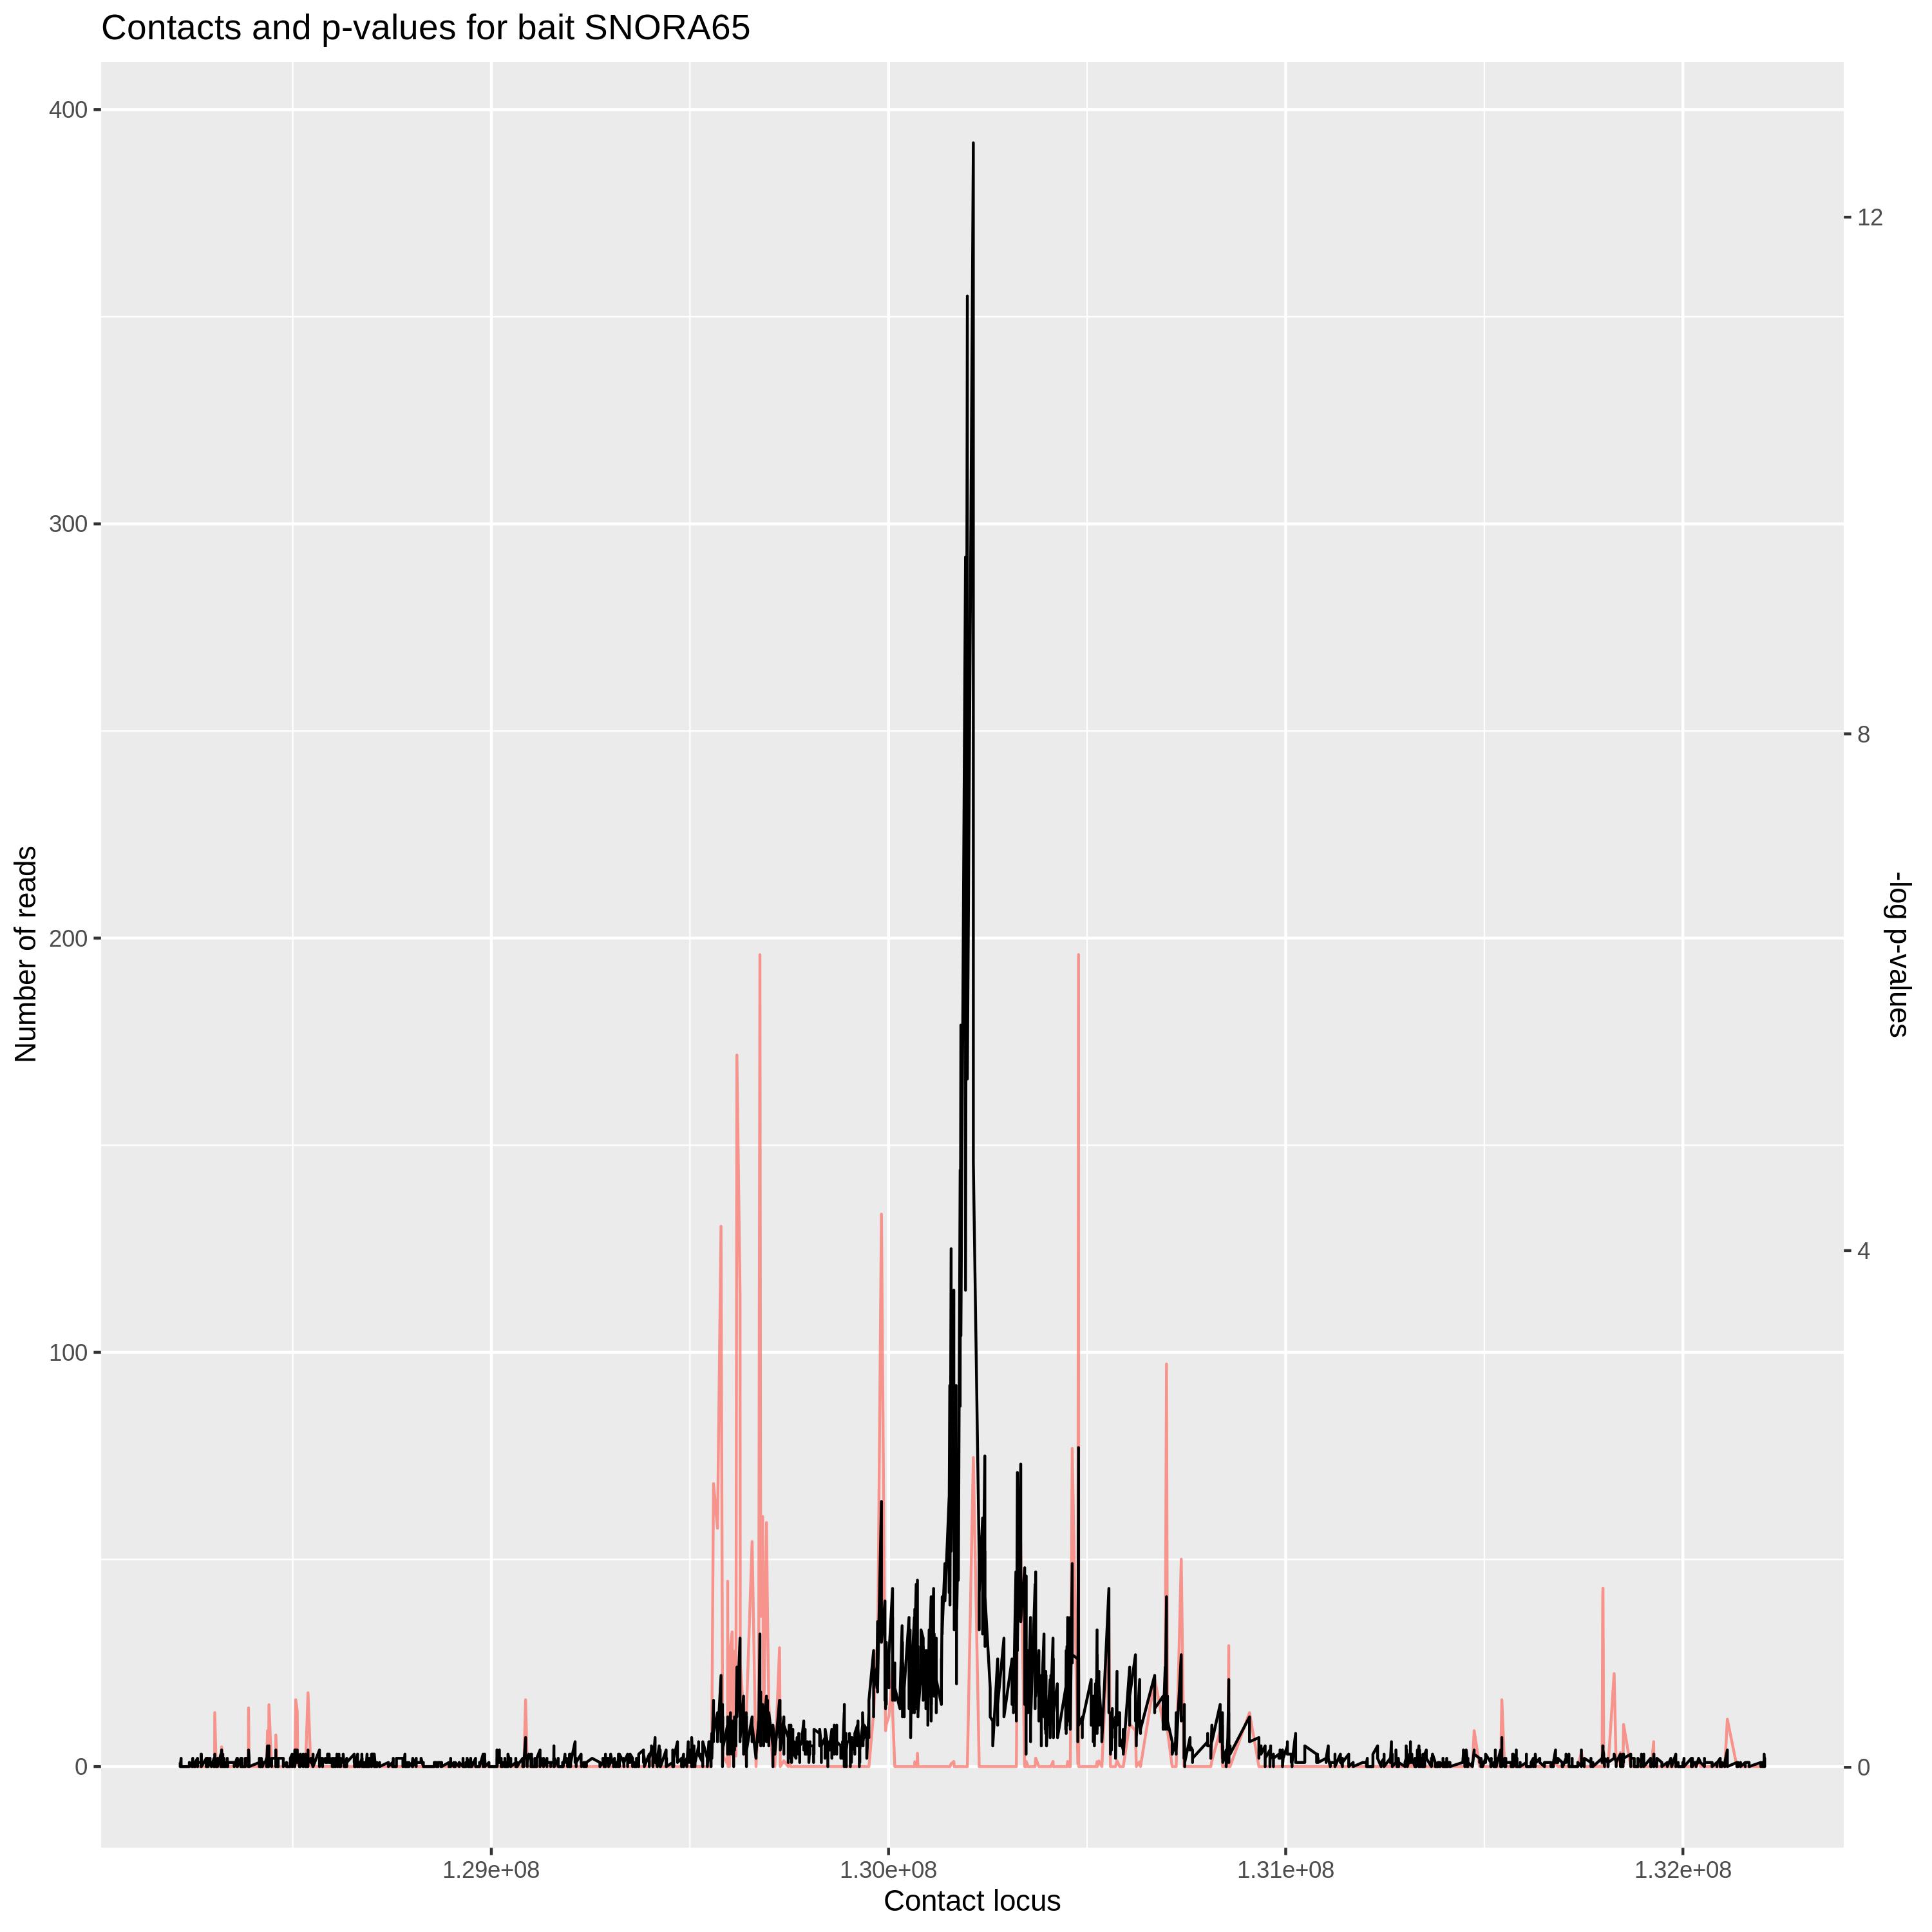 Contacts and p-values for bait SNORA65
400
300
200
100
0
12
8
4
0
Number of reads
-log p-values
1.29e+08
1.30e+08
1.31e+08
1.32e+08
Contact locus